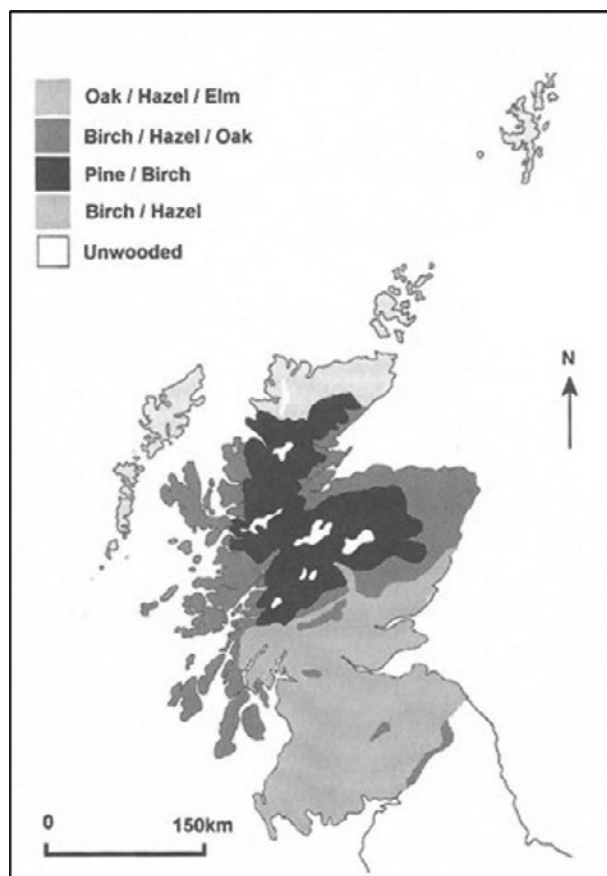 Oak / Hazel / Elm
Birch / Hazel / Oak
Pine / Birch
Birch / Hazel
Unwooded
N
0 150km